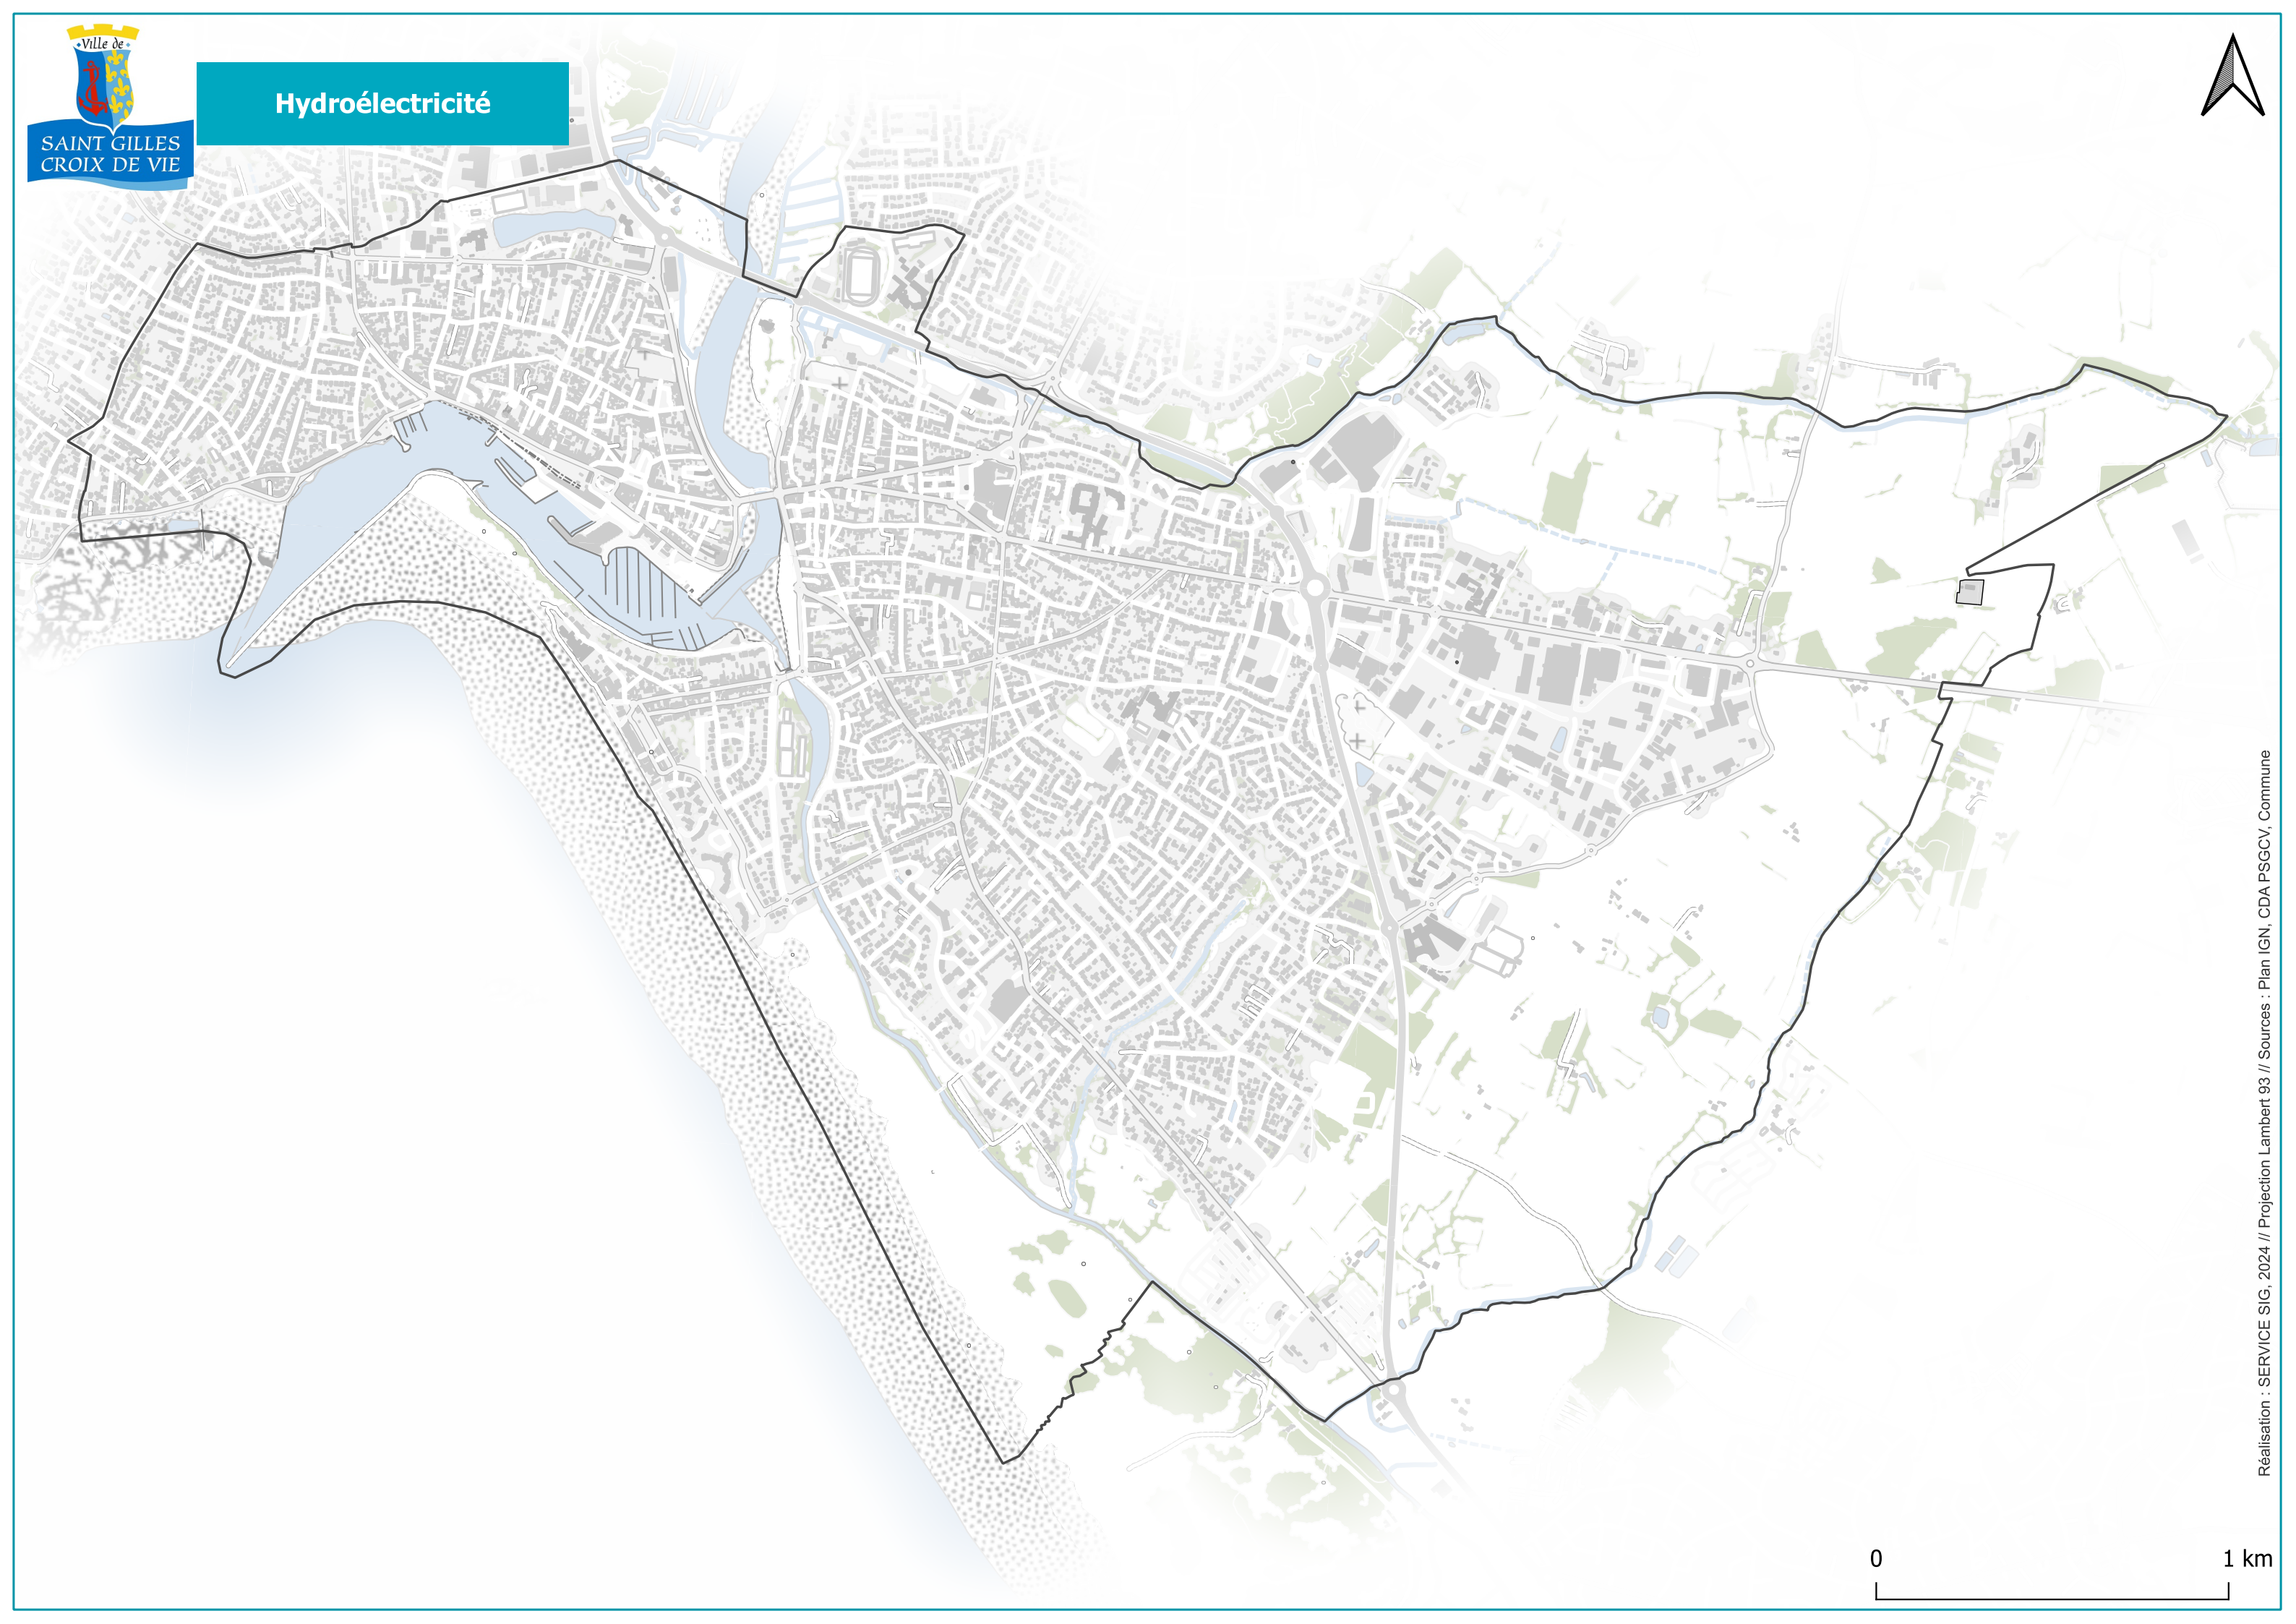 Ville de
SAINT GILLES
CROIX DE VIE
Hydroélectricité
Réalisation : SERVICE SIG, 2024 // Projection Lambert 93 // Sources : Plan IGN, CDA PSGCV, Commune
0 1 km